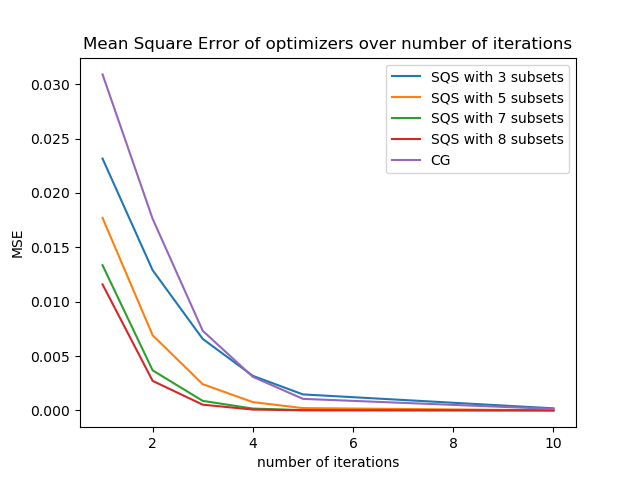 Mean Square Error of optimizers over number of iterations
SQS with 3 subsets
SQS with 5 subsets
SQS with 7 subsets
SQS with 8 subsets
CG
MSE
0.030
0.025
0.020
0.015
0.010
0.005
0.000
2 4 6 8 10
number of iterations